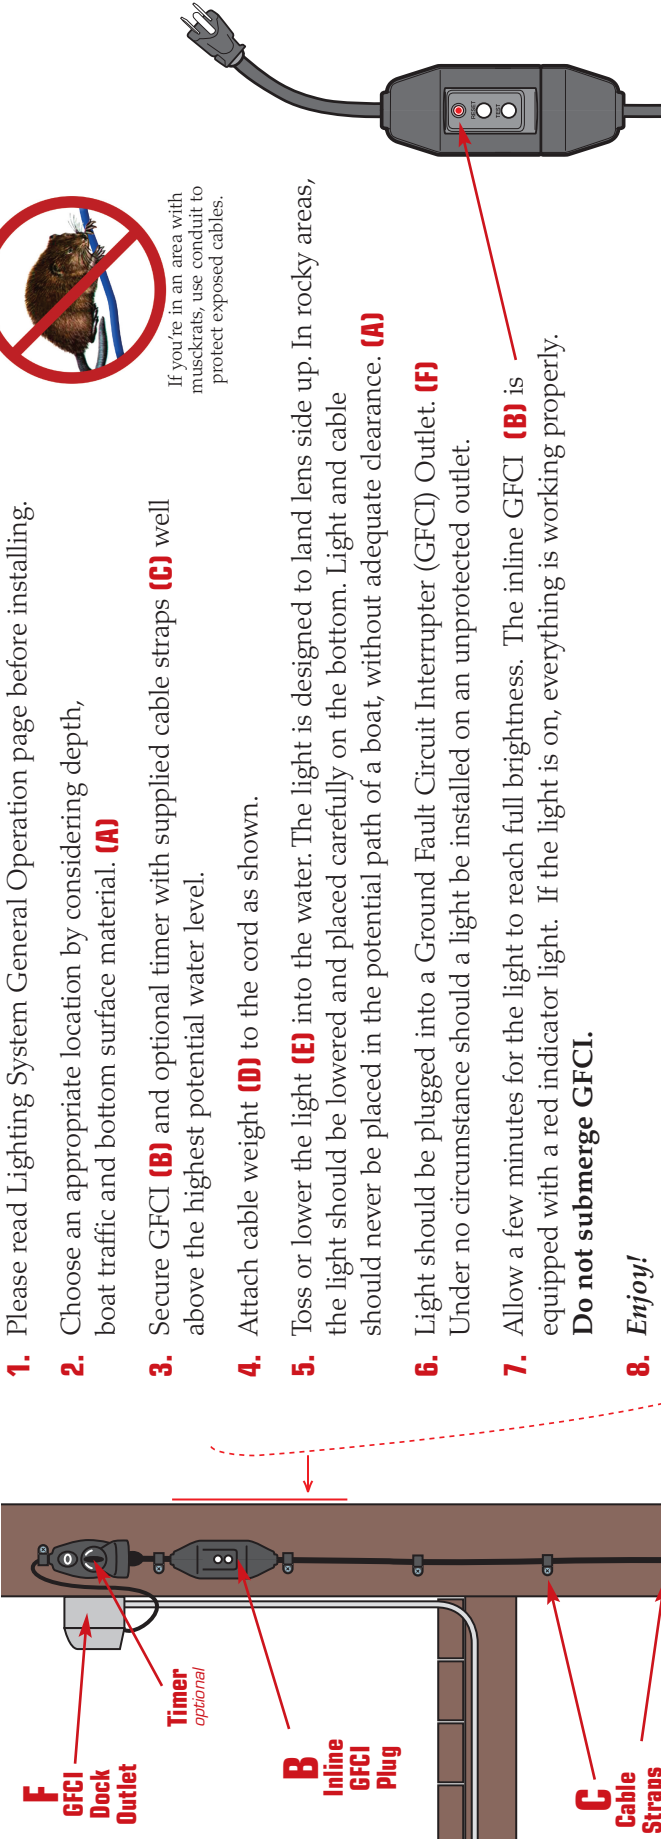 1. Please read Lighting System General Operation page before installing.
2. Choose an appropriate location by considering depth,
boat traffic and bottom surface material. (A)
3. Secure GFCI (B) and optional timer with supplied cable straps (C) well
above the highest potential water level.
4. Attach cable weight (D) to the cord as shown.
5. Toss or lower the light (E) into the water. The light is designed to land lens side up. In rocky areas,
the light should be lowered and placed carefully on the bottom. Light and cable
should never be placed in the potential path of a boat, without adequate clearance. (A)
6. Light should be plugged into a Ground Fault Circuit Interrupter (GFCI) Outlet. (F)
Under no circumstance should a light be installed on an unprotected outlet.
7. Allow a few minutes for the light to reach full brightness. The inline GFCI (B) is
equipped with a red indicator light. If the light is on, everything is working properly.
Do not submerge GFCI.
8. Enjoy!
If you're in an area with
musckrats, use conduit to
protect exposed cables.
RESET
TEST
F
GFCI
Dock
Outlet
Timer
optional
B
Inline
GFCI
Plug
C
Cable
Straps